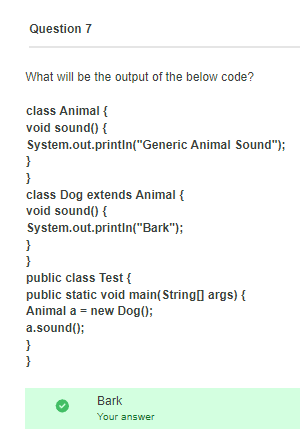 Question 7
What will be the output of the below code?
class Animal {
void sound() {
System.out.println("Generic Animal Sound");
}
}
class Dog extends Animal {
void sound() {
System.out.println("Bark");
}
}
public class Test {
public static void main(String[] args) {
Animal a = new Dog();
a.sound();
}
}
Bark
Your answer